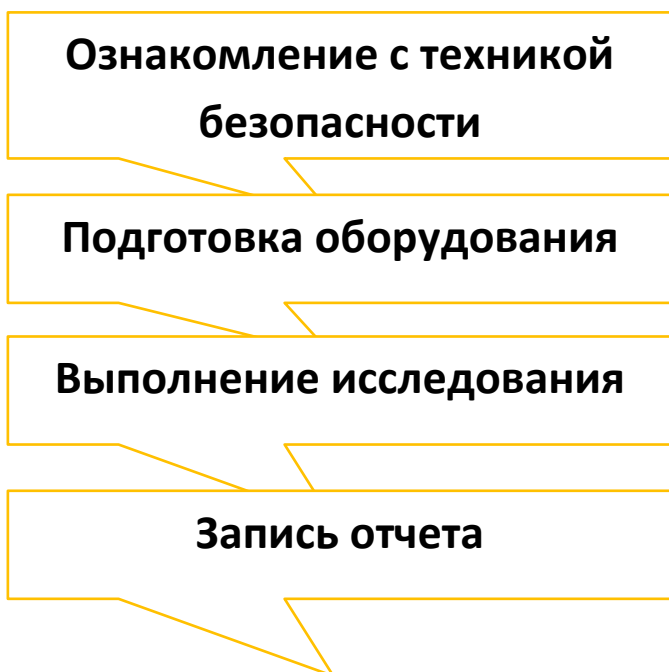 Ознакомление с техникой
безопасности
Подготовка оборудования
Выполнение исследования
Запись отчета